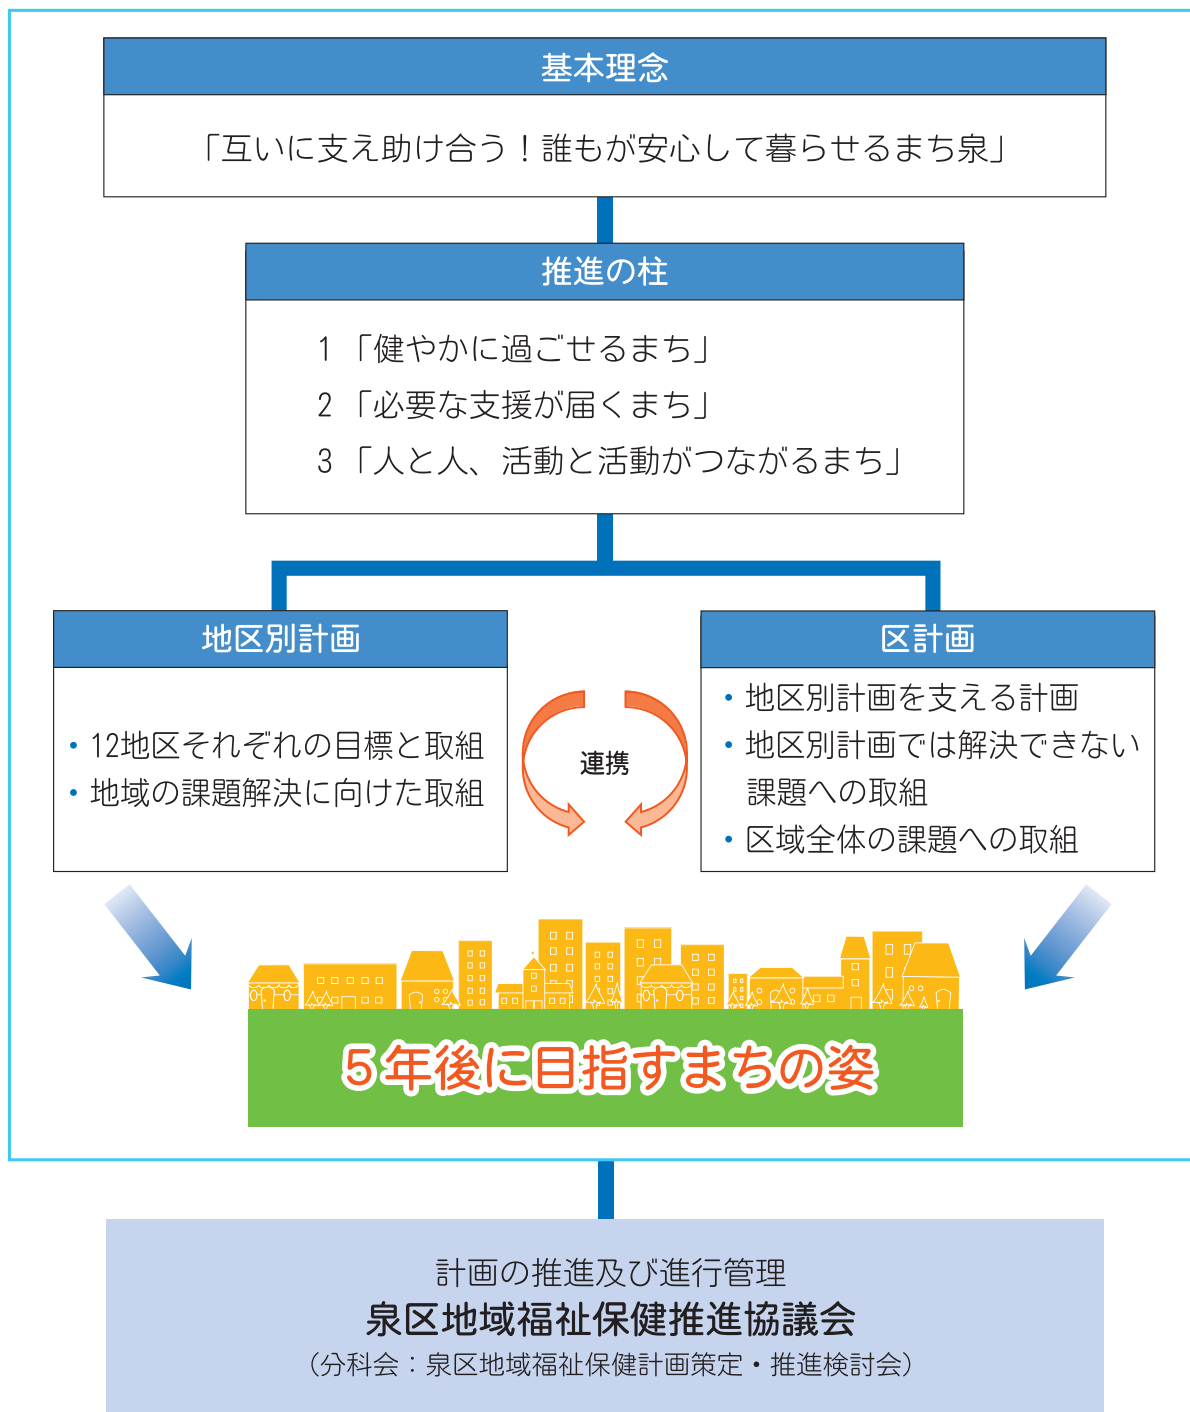 基本理念
「互いに支え助け合う！誰もが安心して暮らせるまち泉」
推進の柱
1 「健やかに過ごせるまち」
2 「必要な支援が届くまち」
3 「人と人、活動と活動がつながるまち」
地区別計画
・12地区それぞれの目標と取組
・地域の課題解決に向けた取組
連携
区計画
・地区別計画を支える計画
・地区別計画では解決できない
課題への取組
・区域全体の課題への取組
５年後に目指すまちの姿
計画の推進及び進行管理
泉区地域福祉保健推進協議会
（分科会：泉区地域福祉保健計画策定・推進検討会）